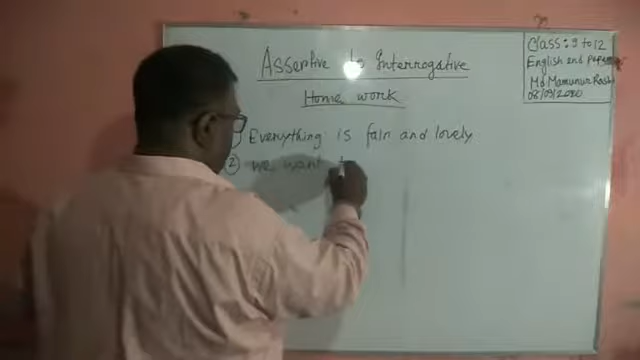 Assertive to Interrogative
Home work
Everything is fair and lovely
(2) We want t
Class: 9 to 12
English 2nd Paper
Md. Mamunur Rash
08/09/2020